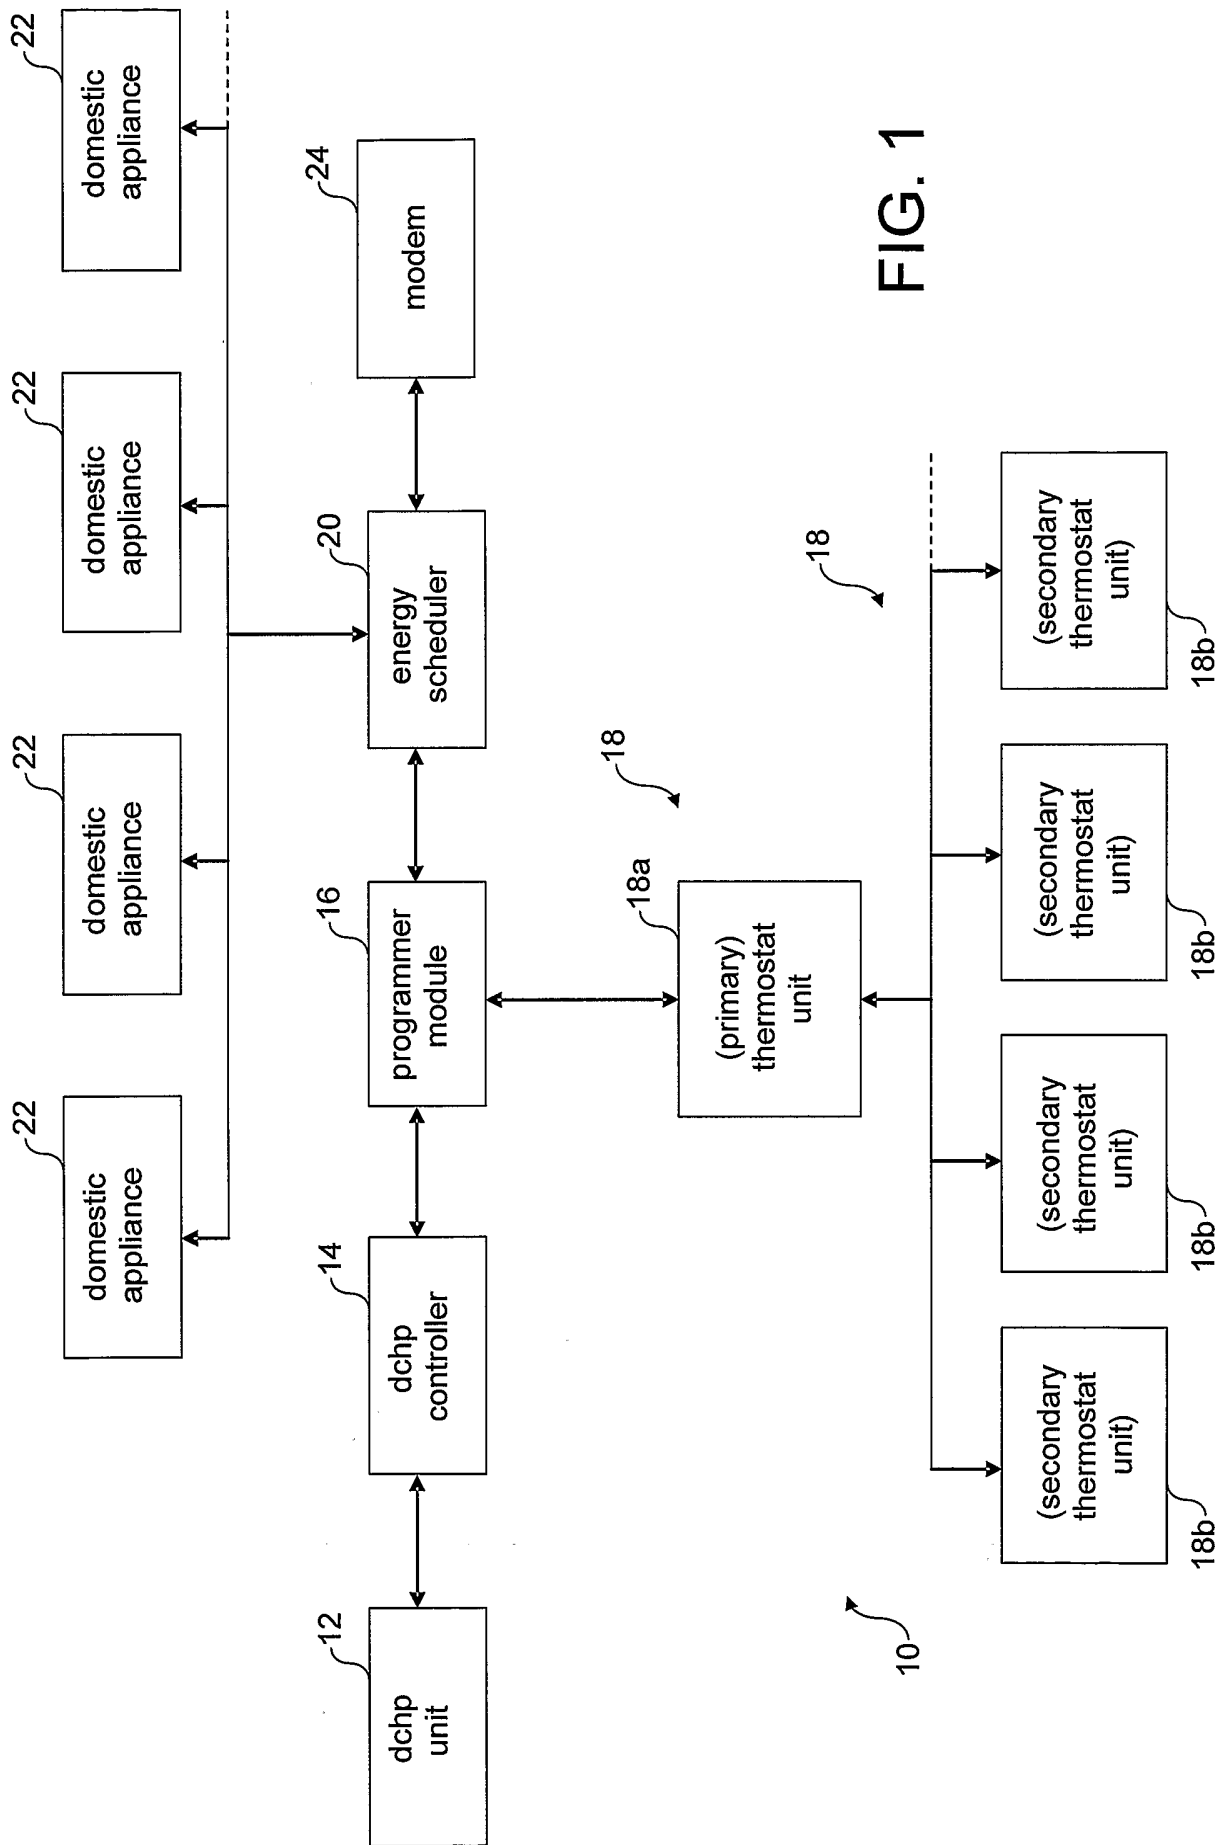 22
22
22
22
domestic
appliance
domestic
appliance
domestic
appliance
domestic
appliance
12
14
16
20
24
dchp
unit
dchp
controller
programmer
module
energy
scheduler
modem
18
18a
(primary)
thermostat
unit
18
10
(secondary
thermostat
unit)
(secondary
thermostat
unit)
(secondary
thermostat
unit)
(secondary
thermostat
unit)
18b
18b
18b
18b
FIG. 1